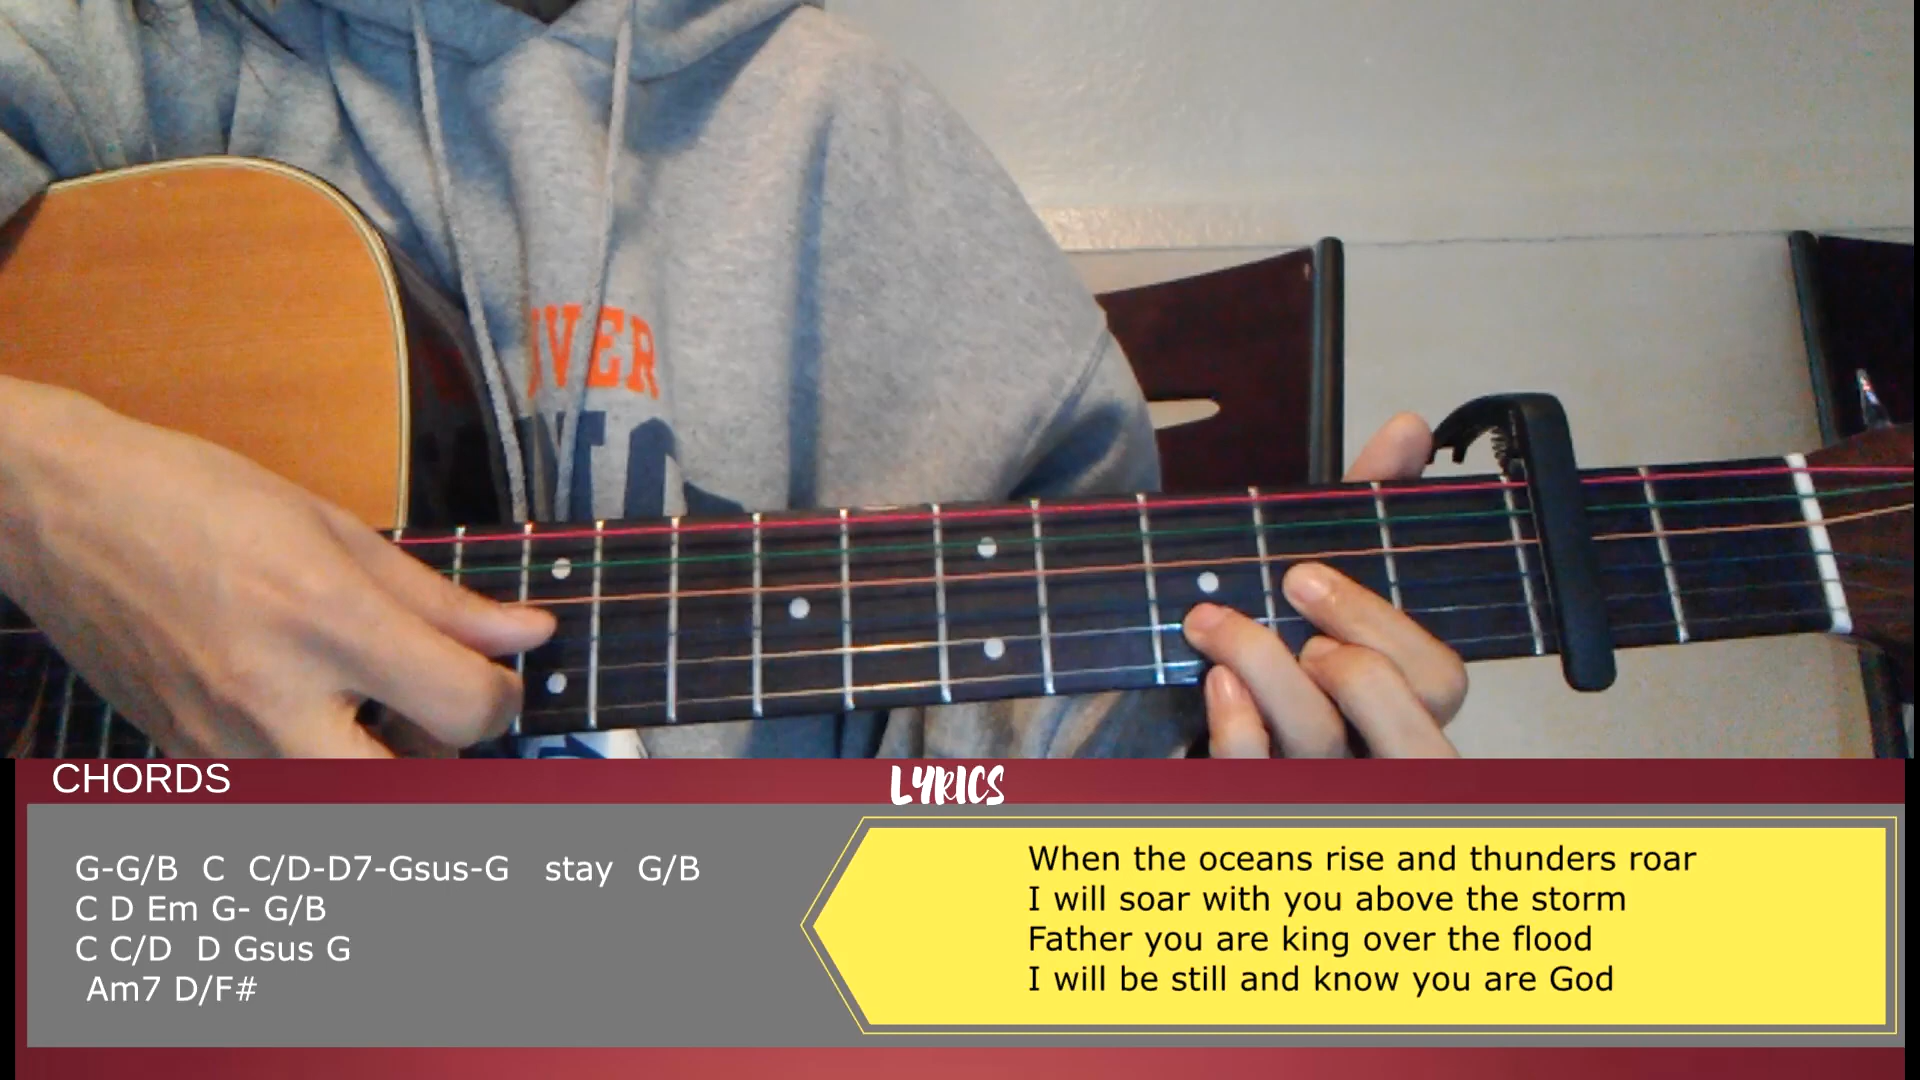 IVER
CHORDS
LYRICS
G-G/B C C/D-D7-Gsus-G stay G/B
C D Em G- G/B
C C/D D Gsus G
Am7 D/F#
When the oceans rise and thunders roar
I will soar with you above the storm
Father you are king over the flood
I will be still and know you are God